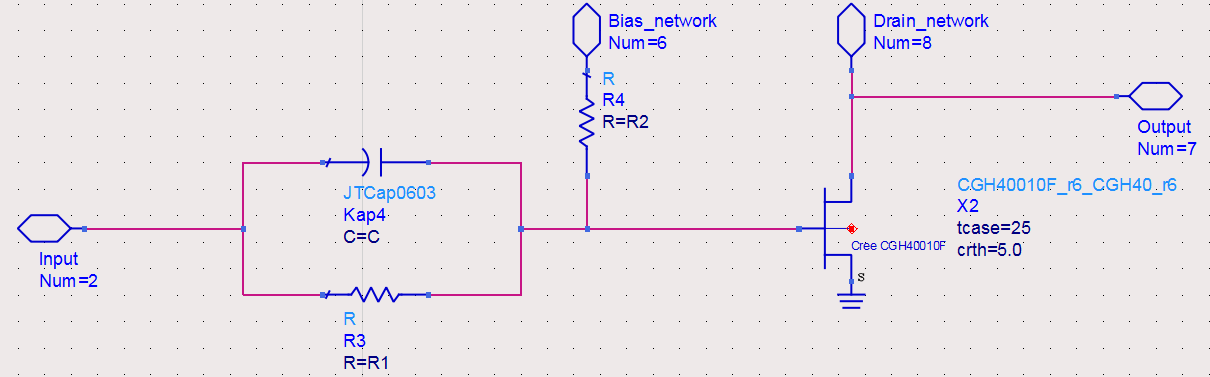 Bias_network
Num=6
Drain_network
Num=8
R
R4
R=R2
Output
Num=7
JTCap0603
Kap4
C=C
CGH40010F_r6_CGH40_r6
X2
tcase=25
crth=5.0
Cree CGH40010F
Input
Num=2
S
R
R3
R=R1